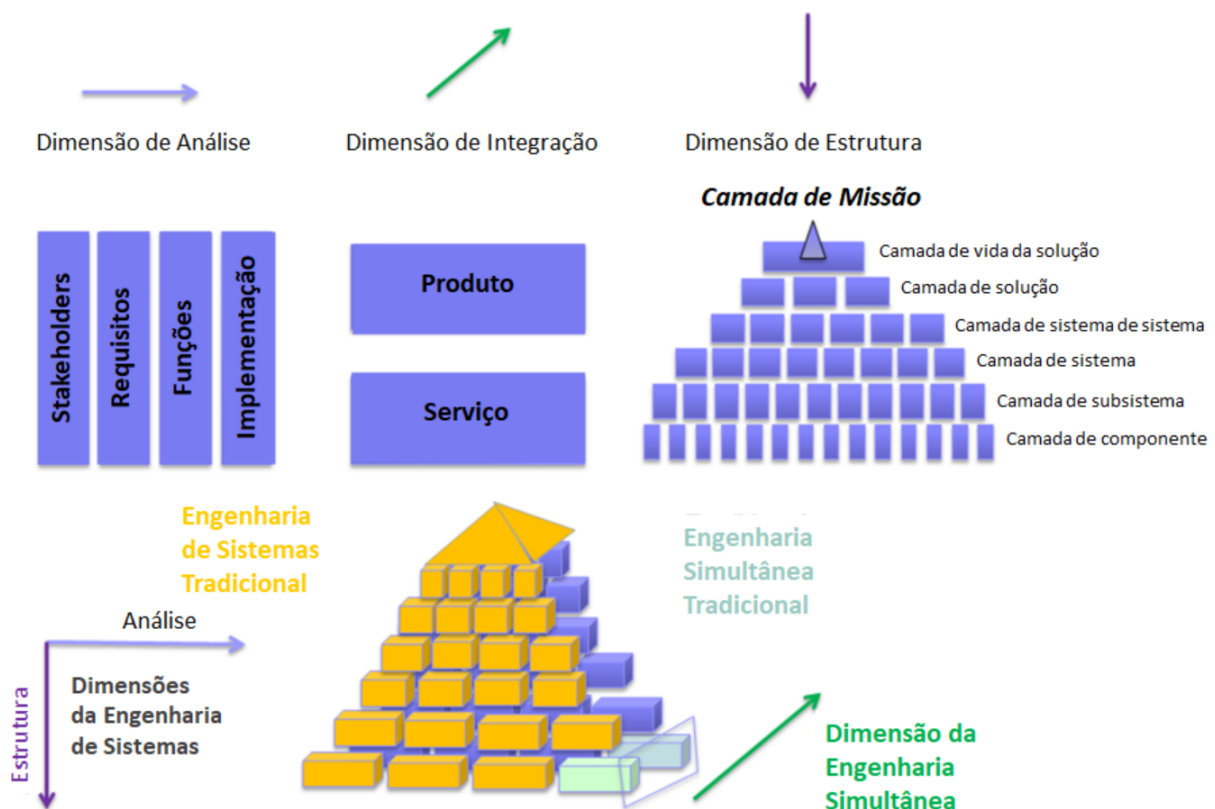 Dimensão de Análise
Dimensão de Integração
Dimensão de Estrutura
Camada de Missão
Stakeholders
Requisitos
Funções
Implementação
Produto
Serviço
Camada de vida da solução
Camada de solução
Camada de sistema de sistema
Camada de sistema
Camada de subsistema
Camada de componente
Engenharia
de Sistemas
Tradicional
Engenharia
Simultânea
Tradicional
Análise
Estrutura
Dimensões
da Engenharia
de Sistemas
Dimensão da
Engenharia
Simultânea